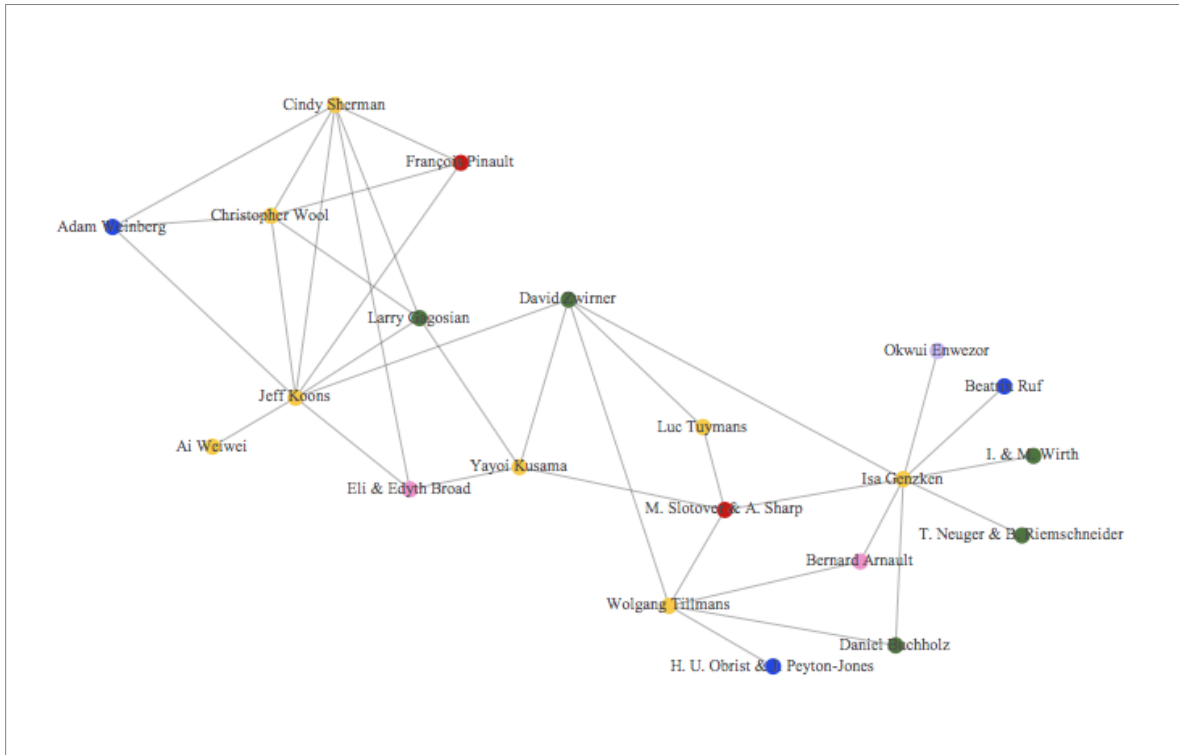 Cindy Sherman
François Pinault
Christopher Wool
Adam Weinberg
David Zwirner
Larry Gagosian
Okwui Enwezor
Beatrix Ruf
Jeff Koons
Luc Tuymans
Ai Weiwei
I. & M. Wirth
Yayoi Kusama
Isa Genzken
Eli & Edyth Broad
M. Slotover & A. Sharp
T. Neuger & B. Riemschneider
Bernard Arnault
Wolgang Tillmans
Daniel Buchholz
H. U. Obrist & J. Peyton-Jones